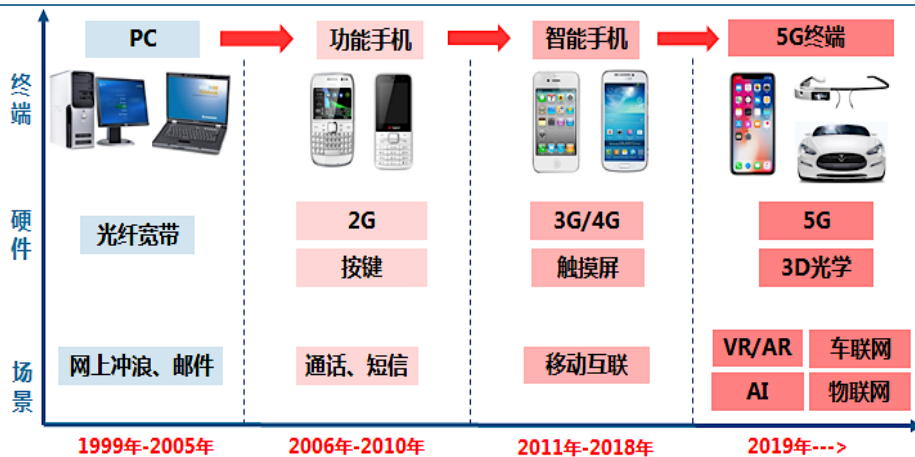 PC
功能手机
智能手机
5G终端
终端
硬件
光纤宽带
2G
3G/4G
5G
按键
触摸屏
3D光学
场景
网上冲浪、邮件
通话、短信
移动互联
VR/AR
车联网
AI
物联网
1999年-2005年
2006年-2010年
2011年-2018年
2019年--->